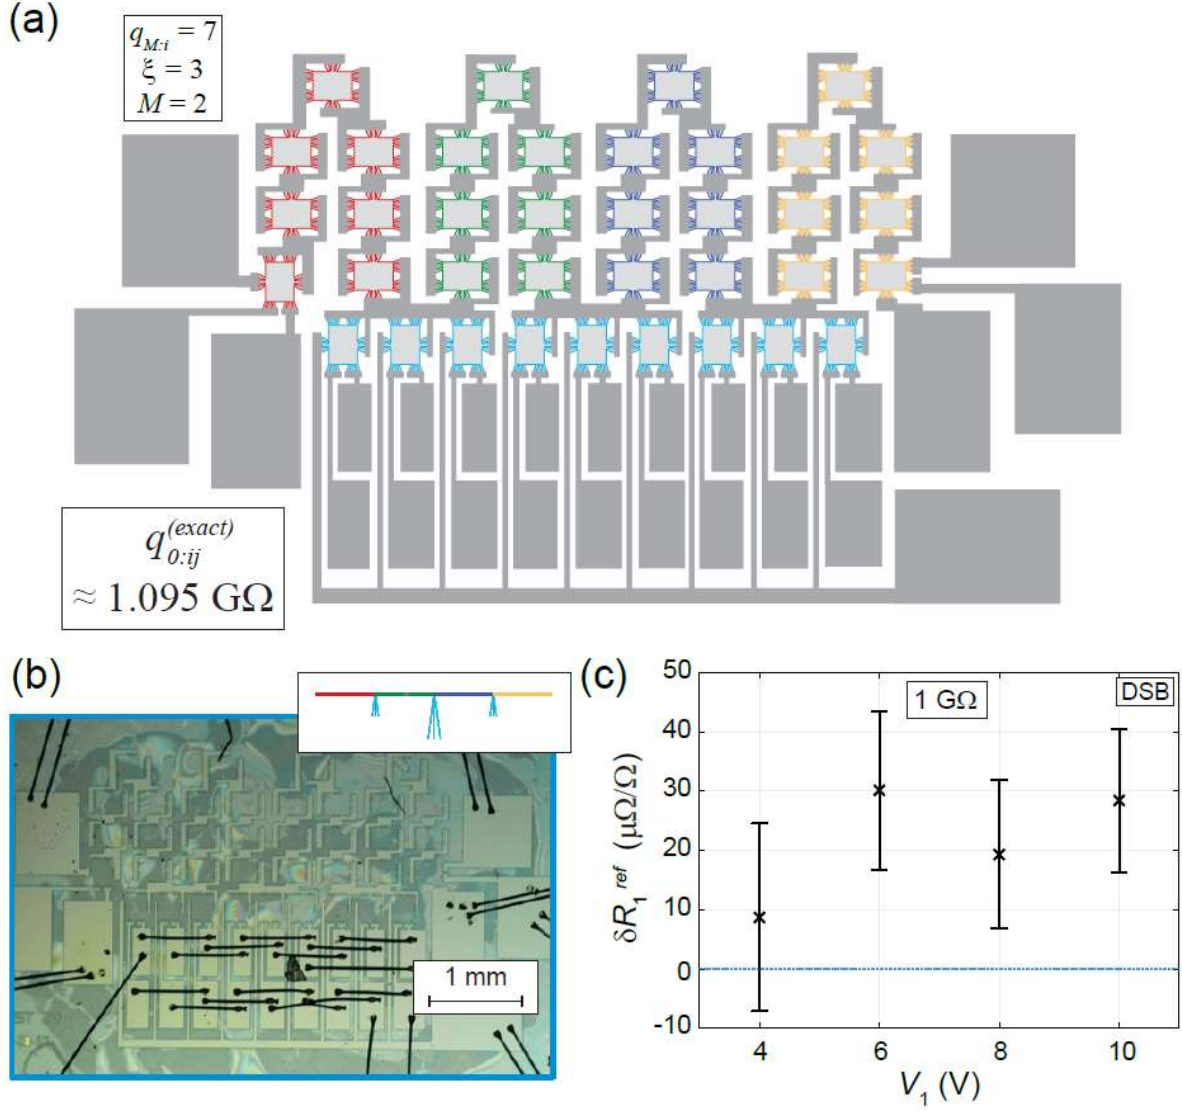 (a)
q_{M:i} = 7
ξ = 3
M = 2
q_{0:ij}^{(exact)}
≈ 1.095 GΩ
(b)
1 mm
(c)
50
40
30
20
10
0
-10
δR_1^{ref} (μΩ/Ω)
1 GΩ
DSB
4
6
8
10
V_1 (V)